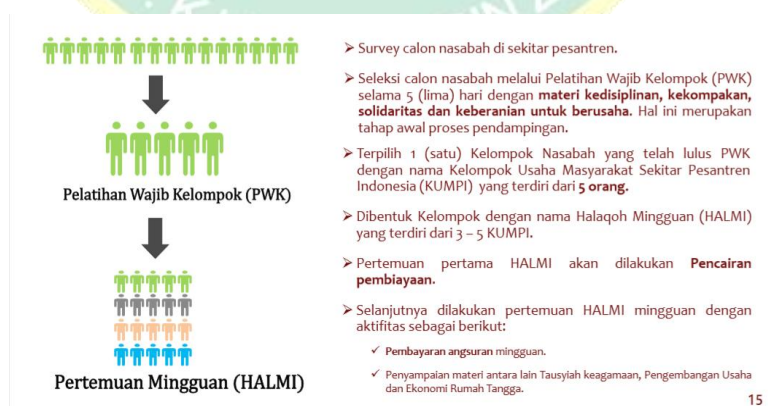 Pelatihan Wajib Kelompok (PWK)
Pertemuan Mingguan (HALMI)
➢ Survey calon nasabah di sekitar pesantren.
➢ Seleksi calon nasabah melalui Pelatihan Wajib Kelompok (PWK)
selama 5 (lima) hari dengan materi kedisiplinan, kekompakan,
solidaritas dan keberanian untuk berusaha. Hal ini merupakan
tahap awal proses pendampingan.
➢ Terpilih 1 (satu) Kelompok Nasabah yang telah lulus PWK
dengan nama Kelompok Usaha Masyarakat Sekitar Pesantren
Indonesia (KUMPI) yang terdiri dari 5 orang.
➢ Dibentuk Kelompok dengan nama Halaqoh Mingguan (HALMI)
yang terdiri dari 3 – 5 KUMPI.
➢ Pertemuan pertama HALMI akan dilakukan Pencairan
pembiayaan.
➢ Selanjutnya dilakukan pertemuan HALMI mingguan dengan
aktifitas sebagai berikut:
✓ Pembayaran angsuran mingguan.
✓ Penyampaian materi antara lain Tausyiah keagamaan, Pengembangan Usaha
dan Ekonomi Rumah Tangga.
15